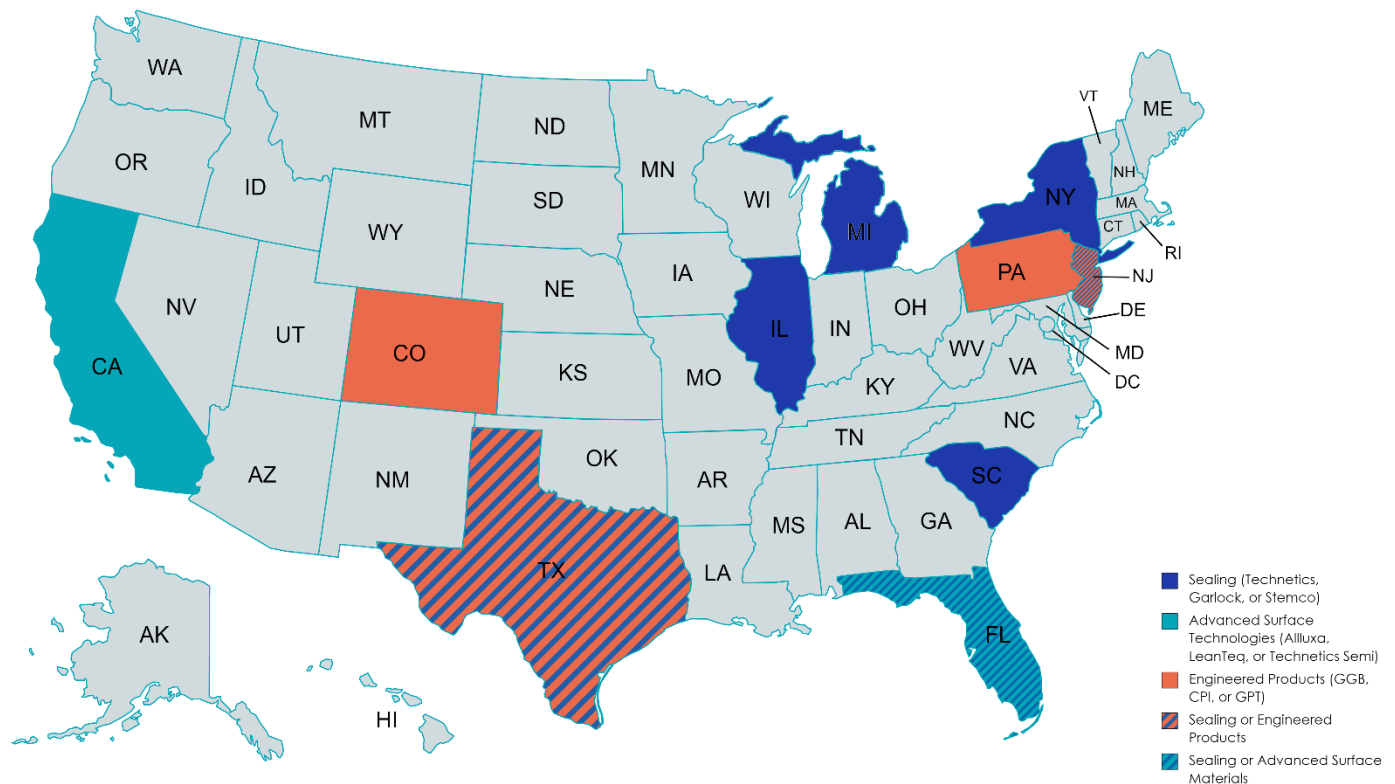 WA
MT
ND
MN
VT
ME
OR
ID
SD
WI
NH
MA
NY
CT
RI
WY
MI
IA
PA
NJ
NE
OH
DE
NV
UT
CO
IL
IN
WV
MD
DC
CA
KS
MO
KY
VA
NC
TN
AZ
NM
OK
AR
SC
MS
AL
GA
TX
LA
FL
AK
HI
Sealing (Technetics,
Garlock, or Stemco)
Advanced Surface
Technologies (Allluxa,
LeanTeq, or Technetics Semi)
Engineered Products (GGB,
CPI, or GPT)
Sealing or Engineered
Products
Sealing or Advanced Surface
Materials